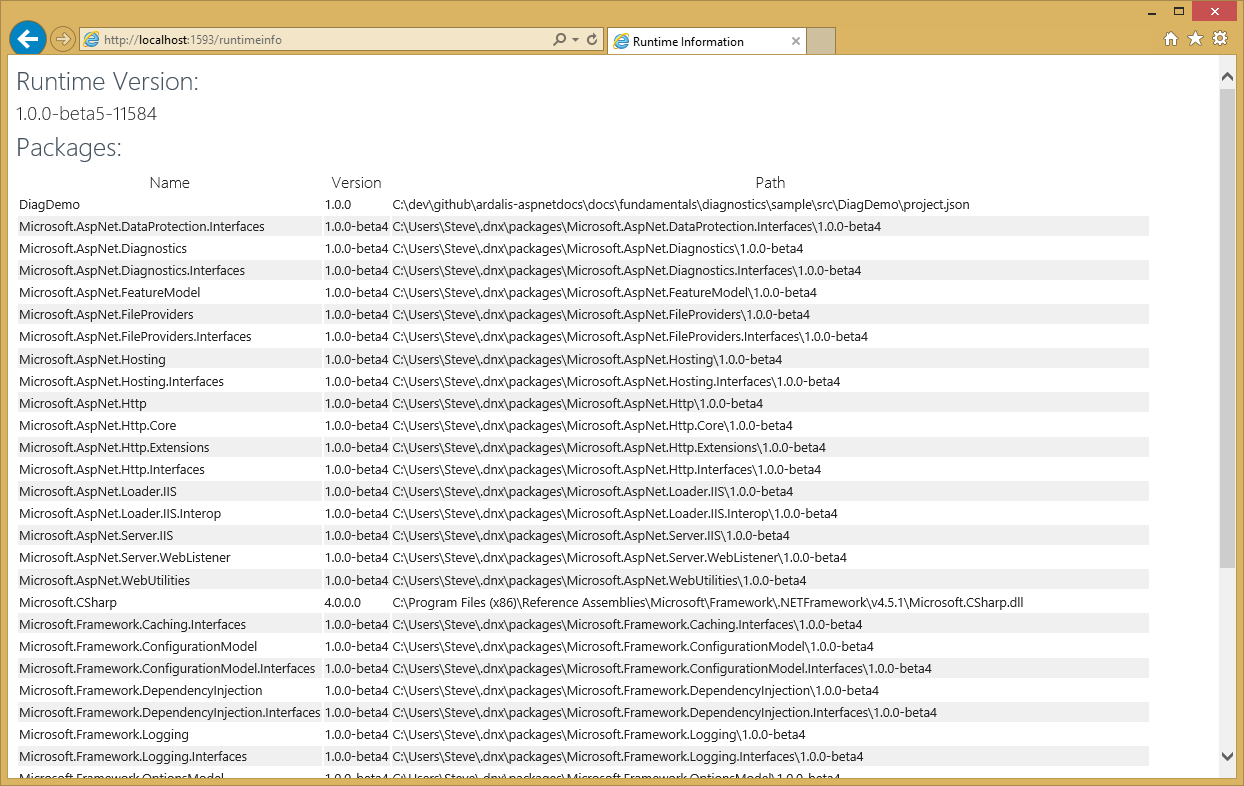 http://localhost:1593/runtimeinfo
Runtime Information
Runtime Version:
1.0.0-beta5-11584
Packages:
Name Version Path
DiagDemo 1.0.0 C:\dev\github\ardalis-aspnetdocs\docs\fundamentals\diagnostics\sample\src\DiagDemo\project.json
Microsoft.AspNet.DataProtection.Interfaces 1.0.0-beta4 C:\Users\Steve\.dnx\packages\Microsoft.AspNet.DataProtection.Interfaces\1.0.0-beta4
Microsoft.AspNet.Diagnostics 1.0.0-beta4 C:\Users\Steve\.dnx\packages\Microsoft.AspNet.Diagnostics\1.0.0-beta4
Microsoft.AspNet.Diagnostics.Interfaces 1.0.0-beta4 C:\Users\Steve\.dnx\packages\Microsoft.AspNet.Diagnostics.Interfaces\1.0.0-beta4
Microsoft.AspNet.FeatureModel 1.0.0-beta4 C:\Users\Steve\.dnx\packages\Microsoft.AspNet.FeatureModel\1.0.0-beta4
Microsoft.AspNet.FileProviders 1.0.0-beta4 C:\Users\Steve\.dnx\packages\Microsoft.AspNet.FileProviders\1.0.0-beta4
Microsoft.AspNet.FileProviders.Interfaces 1.0.0-beta4 C:\Users\Steve\.dnx\packages\Microsoft.AspNet.FileProviders.Interfaces\1.0.0-beta4
Microsoft.AspNet.Hosting 1.0.0-beta4 C:\Users\Steve\.dnx\packages\Microsoft.AspNet.Hosting\1.0.0-beta4
Microsoft.AspNet.Hosting.Interfaces 1.0.0-beta4 C:\Users\Steve\.dnx\packages\Microsoft.AspNet.Hosting.Interfaces\1.0.0-beta4
Microsoft.AspNet.Http 1.0.0-beta4 C:\Users\Steve\.dnx\packages\Microsoft.AspNet.Http\1.0.0-beta4
Microsoft.AspNet.Http.Core 1.0.0-beta4 C:\Users\Steve\.dnx\packages\Microsoft.AspNet.Http.Core\1.0.0-beta4
Microsoft.AspNet.Http.Extensions 1.0.0-beta4 C:\Users\Steve\.dnx\packages\Microsoft.AspNet.Http.Extensions\1.0.0-beta4
Microsoft.AspNet.Http.Interfaces 1.0.0-beta4 C:\Users\Steve\.dnx\packages\Microsoft.AspNet.Http.Interfaces\1.0.0-beta4
Microsoft.AspNet.Loader.IIS 1.0.0-beta4 C:\Users\Steve\.dnx\packages\Microsoft.AspNet.Loader.IIS\1.0.0-beta4
Microsoft.AspNet.Loader.IIS.Interop 1.0.0-beta4 C:\Users\Steve\.dnx\packages\Microsoft.AspNet.Loader.IIS.Interop\1.0.0-beta4
Microsoft.AspNet.Server.IIS 1.0.0-beta4 C:\Users\Steve\.dnx\packages\Microsoft.AspNet.Server.IIS\1.0.0-beta4
Microsoft.AspNet.Server.WebListener 1.0.0-beta4 C:\Users\Steve\.dnx\packages\Microsoft.AspNet.Server.WebListener\1.0.0-beta4
Microsoft.AspNet.WebUtilities 1.0.0-beta4 C:\Users\Steve\.dnx\packages\Microsoft.AspNet.WebUtilities\1.0.0-beta4
Microsoft.CSharp 4.0.0.0 C:\Program Files (x86)\Reference Assemblies\Microsoft\Framework\.NETFramework\v4.5.1\Microsoft.CSharp.dll
Microsoft.Framework.Caching.Interfaces 1.0.0-beta4 C:\Users\Steve\.dnx\packages\Microsoft.Framework.Caching.Interfaces\1.0.0-beta4
Microsoft.Framework.ConfigurationModel 1.0.0-beta4 C:\Users\Steve\.dnx\packages\Microsoft.Framework.ConfigurationModel\1.0.0-beta4
Microsoft.Framework.ConfigurationModel.Interfaces 1.0.0-beta4 C:\Users\Steve\.dnx\packages\Microsoft.Framework.ConfigurationModel.Interfaces\1.0.0-beta4
Microsoft.Framework.DependencyInjection 1.0.0-beta4 C:\Users\Steve\.dnx\packages\Microsoft.Framework.DependencyInjection\1.0.0-beta4
Microsoft.Framework.DependencyInjection.Interfaces 1.0.0-beta4 C:\Users\Steve\.dnx\packages\Microsoft.Framework.DependencyInjection.Interfaces\1.0.0-beta4
Microsoft.Framework.Logging 1.0.0-beta4 C:\Users\Steve\.dnx\packages\Microsoft.Framework.Logging\1.0.0-beta4
Microsoft.Framework.Logging.Interfaces 1.0.0-beta4 C:\Users\Steve\.dnx\packages\Microsoft.Framework.Logging.Interfaces\1.0.0-beta4
Microsoft.Framework.OptionsModel 1.0.0-beta4 C:\Users\Steve\.dnx\packages\Microsoft.Framework.OptionsModel\1.0.0-beta4